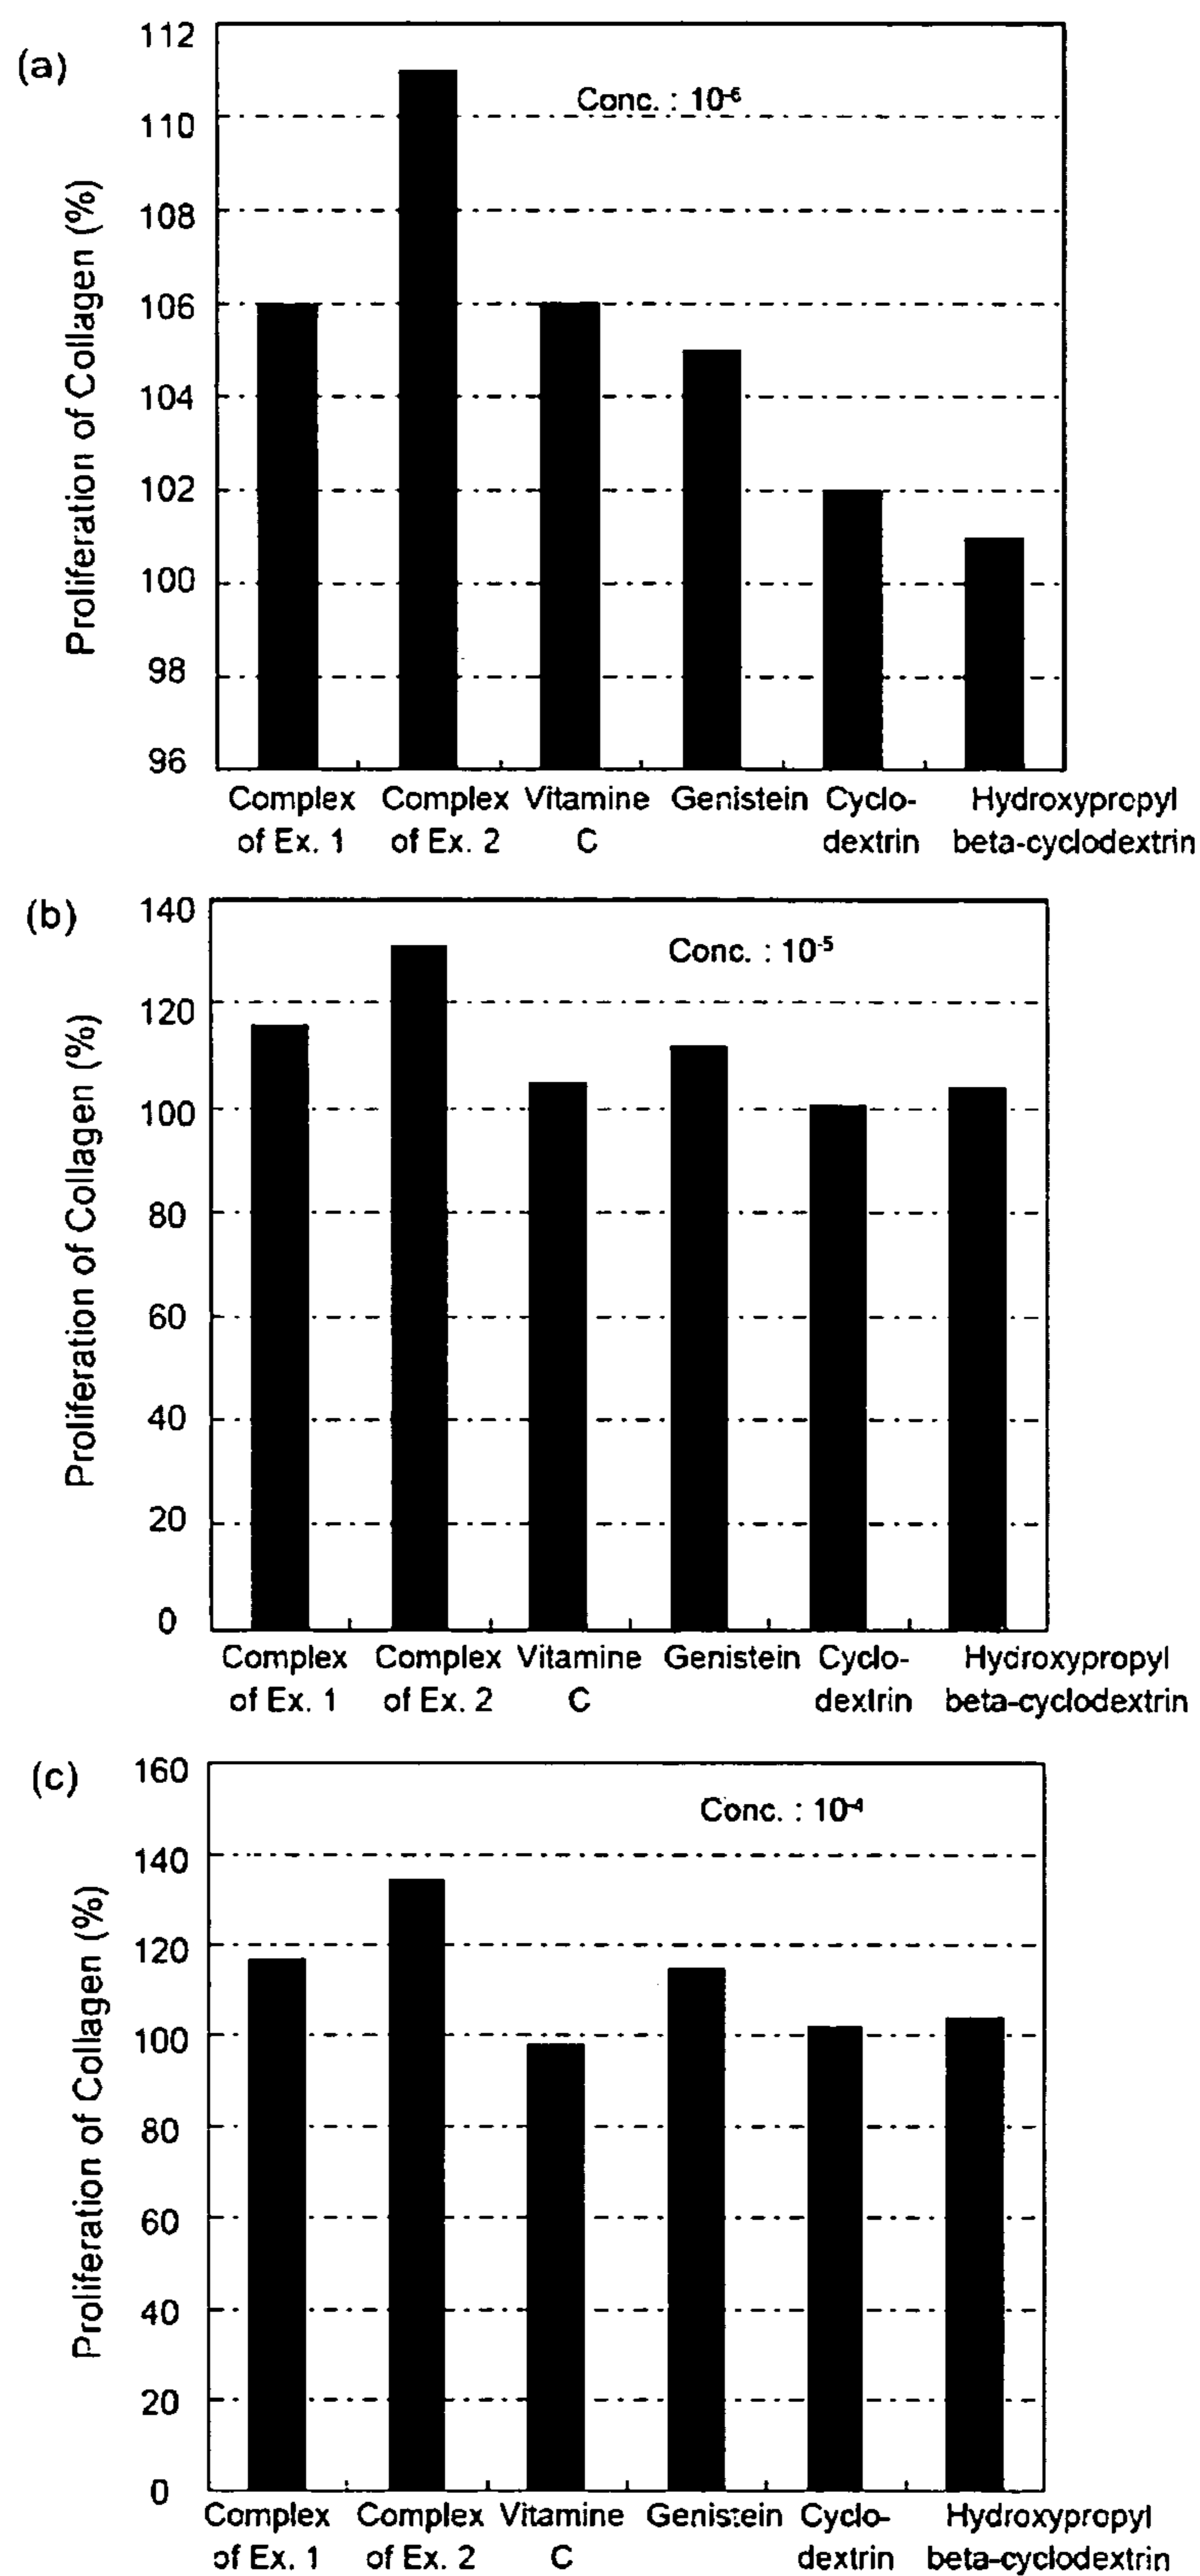 (a)
Proliferation of Collagen (%)
112
110
108
106
104
102
100
98
96
Conc. : 10⁻⁶
Complex Complex Vitamine Genistein Cyclo- Hydroxypropyl
of Ex. 1 of Ex. 2 C dextrin beta-cyclodextrin
(b)
Proliferation of Collagen (%)
140
120
100
80
60
40
20
0
Conc. : 10⁻⁵
Complex Complex Vitamine Genistein Cyclo- Hydroxypropyl
of Ex. 1 of Ex. 2 C dextrin beta-cyclodextrin
(c)
Proliferation of Collagen (%)
160
140
120
100
80
60
40
20
0
Conc. : 10⁻⁴
Complex Complex Vitamine Genistein Cyclo- Hydroxypropyl
of Ex. 1 of Ex. 2 C dextrin beta-cyclodextrin